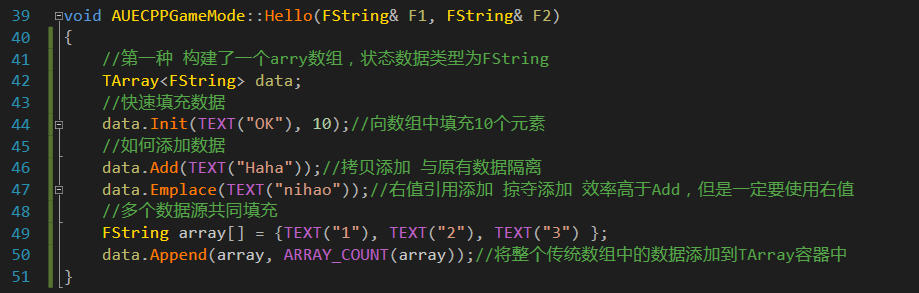 39 void AUECPPGameMode::Hello(FString& F1, FString& F2)
40 {
41 //第一种 构建了一个arry数组，状态数据类型为FString
42 TArray<FString> data;
43 //快速填充数据
44 data.Init(TEXT("OK"), 10);//向数组中填充10个元素
45 //如何添加数据
46 data.Add(TEXT("Haha"));//拷贝添加 与原有数据隔离
47 data.Emplace(TEXT("nihao"));//右值引用添加 掠夺添加 效率高于Add，但是一定要使用右值
48 //多个数据源共同填充
49 FString array[] = {TEXT("1"), TEXT("2"), TEXT("3") };
50 data.Append(array, ARRAY_COUNT(array));//将整个传统数组中的数据添加到TArray容器中
51 }